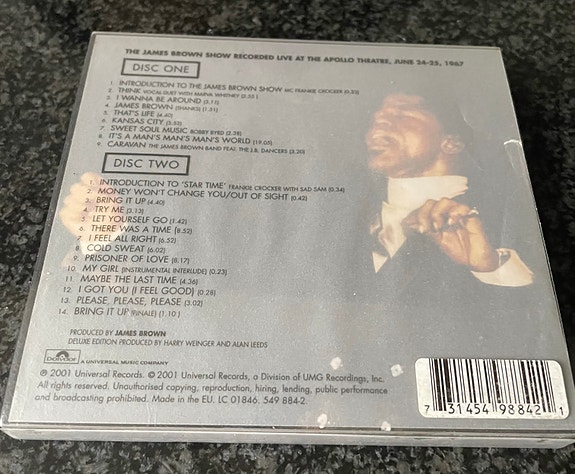 THE JAMES BROWN SHOW RECORDED LIVE AT THE APOLLO THEATRE, JUNE 24-25, 1967
DISC ONE
1. INTRODUCTION TO THE JAMES BROWN SHOW MC FRANKIE CROCKER (0.32)
2. THINK VOCAL DUET WITH MARVA WHITNEY (2.55)
3. I WANNA BE AROUND (3.11)
4. JAMES BROWN (THANKS) (1.21)
5. THAT'S LIFE (4.40)
6. KANSAS CITY (5.55)
7. SWEET SOUL MUSIC BOBBY BYRD (2.38)
8. IT'S A MAN'S MAN'S MAN'S WORLD (19.05)
9. CARAVAN THE JAMES BROWN BAND FEAT. THE J.B. DANCERS (3.20)
DISC TWO
1. INTRODUCTION TO 'STAR TIME' FRANKIE CROCKER WITH SAD SAM (0.34)
2. MONEY WON'T CHANGE YOU/OUT OF SIGHT (0.42)
3. BRING IT UP (4.40)
4. TRY ME (3.13)
5. LET YOURSELF GO (1.42)
6. THERE WAS A TIME (8.52)
7. I FEEL ALL RIGHT (6.52)
8. COLD SWEAT (6.02)
9. PRISONER OF LOVE (8.17)
10. MY GIRL (INSTRUMENTAL INTERLUDE) (0.23)
11. MAYBE THE LAST TIME (4.36)
12. I GOT YOU (I FEEL GOOD) (0.28)
13. PLEASE, PLEASE, PLEASE (3.02)
14. BRING IT UP (FINALE) (1.10)
PRODUCED BY JAMES BROWN
DELUXE EDITION PRODUCED BY HARRY WEINGER AND ALAN LEEDS
polydor
A UNIVERSAL MUSIC COMPANY
℗ 2001 Universal Records. © 2001 Universal Records, a Division of UMG Recordings, Inc.
All rights reserved. Unauthorised copying, reproduction, hiring, lending, public performance
and broadcasting prohibited. Made in the EU. LC 01846. 549 884-2.
7 31454 98842 1